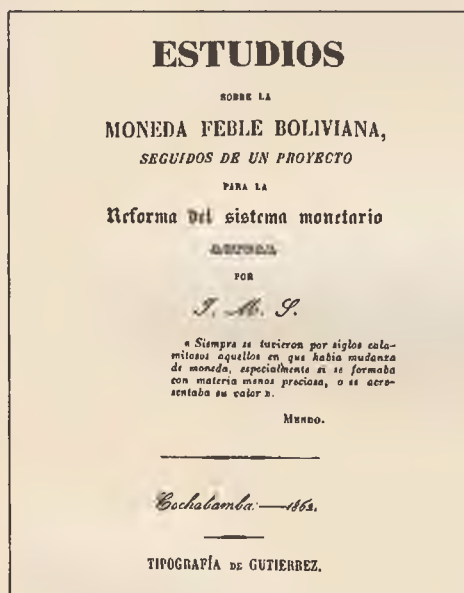 ESTUDIOS
SOBRE LA
MONEDA FEBLE BOLIVIANA,
SEGUIDOS DE UN PROYECTO
PARA LA
Reforma del sistema monetario
POR
J. M. S.
« Siempre se tuvieron por siglos cala-
mitosos aquellos en que habia mudanza
de moneda, especialmente si se formaba
con materia menos preciosa, o se acre-
sentaba su valor ».
MENDO.
Cochabamba:—1862.
TIPOGRAFÍA DE GUTIERREZ.